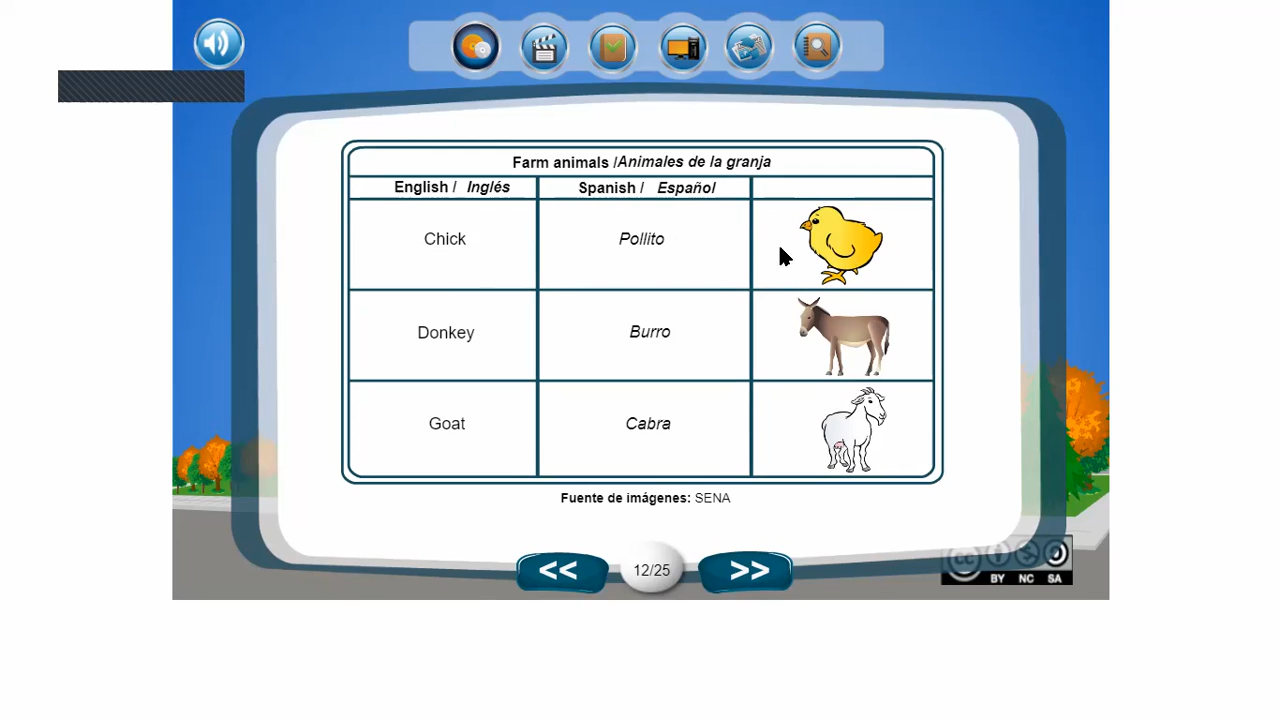 Farm animals /Animales de la granja
English / Inglés Spanish / Español
Chick Pollito
Donkey Burro
Goat Cabra
Fuente de imágenes: SENA
<< 12/25 >>
cc
BY NC SA